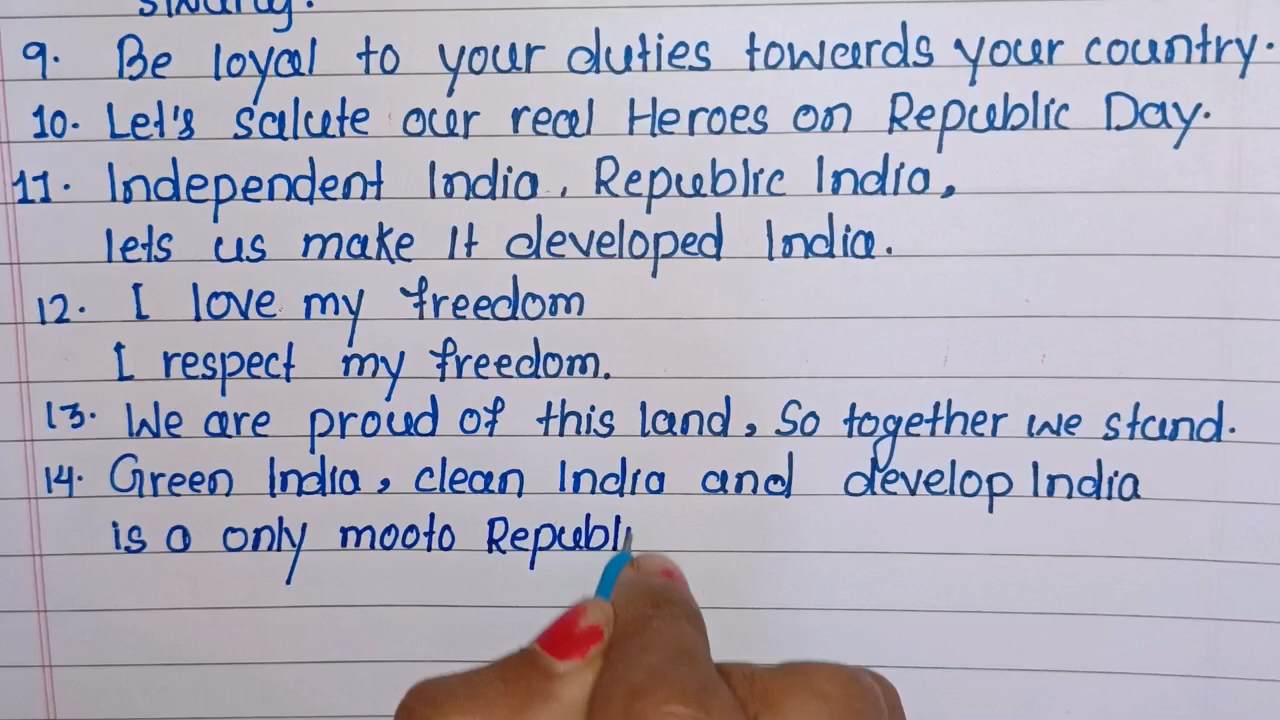 9. Be loyal to your duties towards your country.
10. Let's salute our real Heroes on Republic Day.
11. Independent India, Republic India,
lets us make It developed India.
12. I love my freedom
I respect my freedom.
13. We are proud of this land, So together we stand.
14. Green India, clean India and develop India
is a only mooto Republi